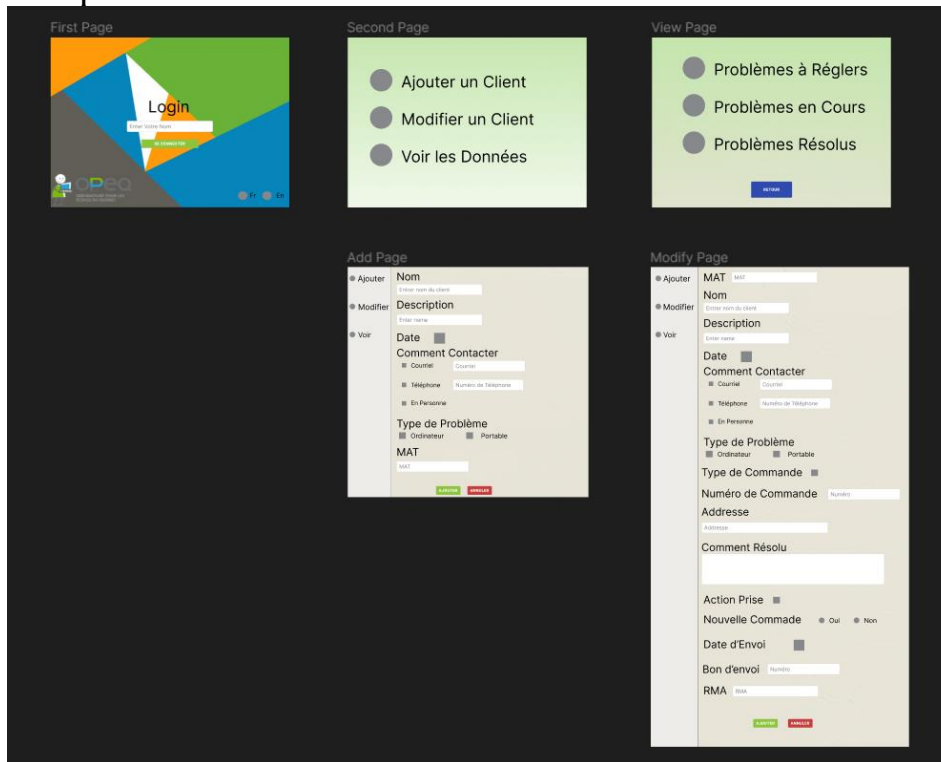 First Page
Login
Entrer Votre Nom
SE CONNECTER
OPEQ
Fr
En
Second Page
Ajouter un Client
Modifier un Client
Voir les Données
View Page
Problèmes à Réglers
Problèmes en Cours
Problèmes Résolus
RETOUR
Add Page
Ajouter
Modifier
Voir
Nom
Entrer nom du client
Description
Enter name
Date
Comment Contacter
Courriel Courriel
Téléphone Numéro de Téléphone
En Personne
Type de Problème
Ordinateur Portable
MAT
MAT
AJOUTER ANNULER
Modify Page
Ajouter
Modifier
Voir
MAT MAT
Nom
Entrer nom du client
Description
Enter name
Date
Comment Contacter
Courriel Courriel
Téléphone Numéro de Téléphone
En Personne
Type de Problème
Ordinateur Portable
Type de Commande
Numéro de Commande Numéro
Addresse
Addresse
Comment Résolu
Action Prise
Nouvelle Commade Oui Non
Date d'Envoi
Bon d'envoi Numéro
RMA RMA
AJOUTER ANNULER